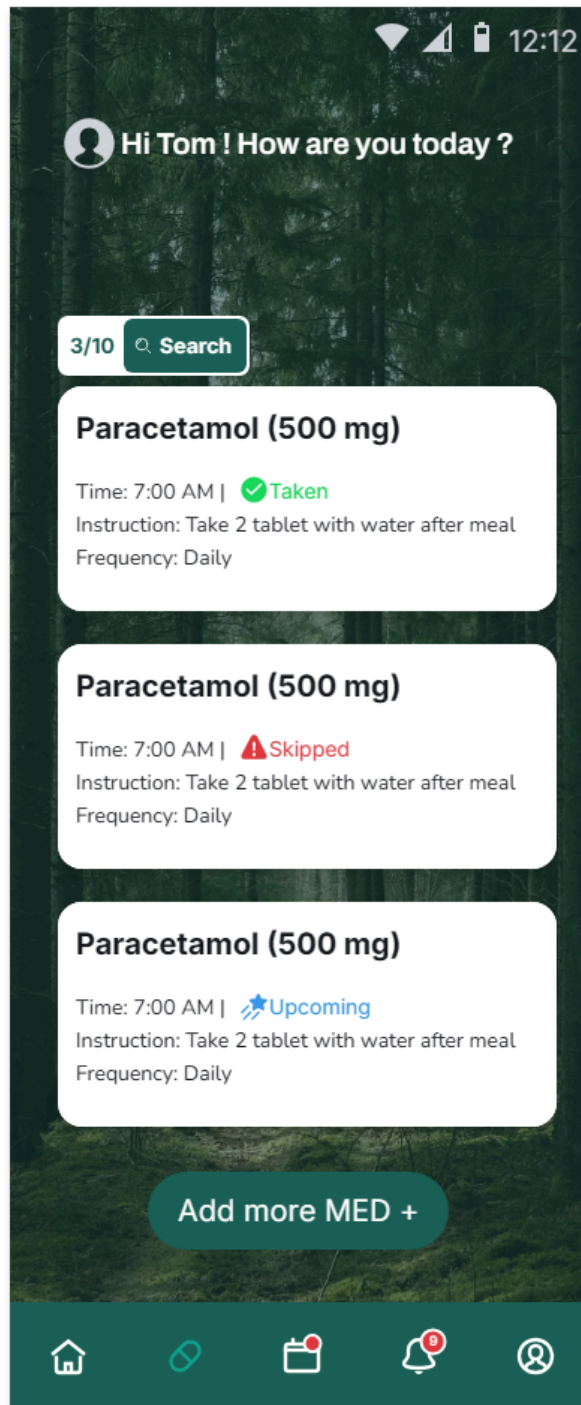 12:12
Hi Tom ! How are you today ?
3/10 Search
Paracetamol (500 mg)
Time: 7:00 AM | Taken
Instruction: Take 2 tablet with water after meal
Frequency: Daily
Paracetamol (500 mg)
Time: 7:00 AM | Skipped
Instruction: Take 2 tablet with water after meal
Frequency: Daily
Paracetamol (500 mg)
Time: 7:00 AM | Upcoming
Instruction: Take 2 tablet with water after meal
Frequency: Daily
Add more MED +
9